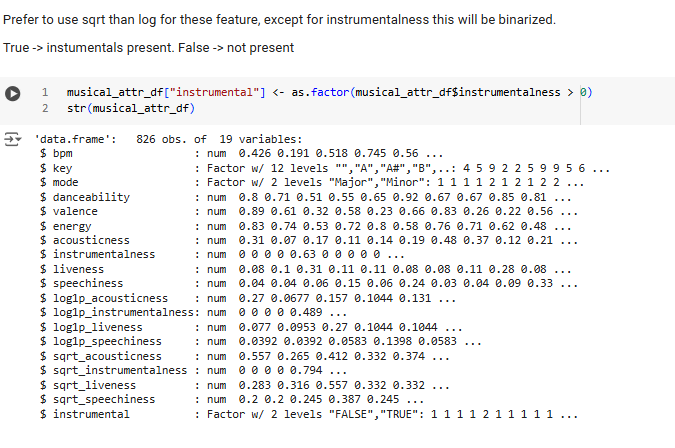 Prefer to use sqrt than log for these feature, except for instrumentalness this will be binarized.
True -> instumentals present. False -> not present
1 musical_attr_df["instrumental"] <- as.factor(musical_attr_df$instrumentalness > 0)
2 str(musical_attr_df)
'data.frame': 826 obs. of 19 variables:
$ bpm : num 0.426 0.191 0.518 0.745 0.56 ...
$ key : Factor w/ 12 levels "","A","A#","B",..: 4 5 9 2 2 5 9 9 5 6 ...
$ mode : Factor w/ 2 levels "Major","Minor": 1 1 1 1 2 1 2 1 2 2 ...
$ danceability : num 0.8 0.71 0.51 0.55 0.65 0.92 0.67 0.67 0.85 0.81 ...
$ valence : num 0.89 0.61 0.32 0.58 0.23 0.66 0.83 0.26 0.22 0.56 ...
$ energy : num 0.83 0.74 0.53 0.72 0.8 0.58 0.76 0.71 0.62 0.48 ...
$ acousticness : num 0.31 0.07 0.17 0.11 0.14 0.19 0.48 0.37 0.12 0.21 ...
$ instrumentalness : num 0 0 0 0 0.63 0 0 0 0 0 ...
$ liveness : num 0.08 0.1 0.31 0.11 0.11 0.08 0.08 0.11 0.28 0.08 ...
$ speechiness : num 0.04 0.04 0.06 0.15 0.06 0.24 0.03 0.04 0.09 0.33 ...
$ log1p_acousticness : num 0.27 0.0677 0.157 0.1044 0.131 ...
$ log1p_instrumentalness: num 0 0 0 0 0.489 ...
$ log1p_liveness : num 0.077 0.0953 0.27 0.1044 0.1044 ...
$ log1p_speechiness : num 0.0392 0.0392 0.0583 0.1398 0.0583 ...
$ sqrt_acousticness : num 0.557 0.265 0.412 0.332 0.374 ...
$ sqrt_instrumentalness : num 0 0 0 0 0.794 ...
$ sqrt_liveness : num 0.283 0.316 0.557 0.332 0.332 ...
$ sqrt_speechiness : num 0.2 0.2 0.245 0.387 0.245 ...
$ instrumental : Factor w/ 2 levels "FALSE","TRUE": 1 1 1 1 2 1 1 1 1 1 ...